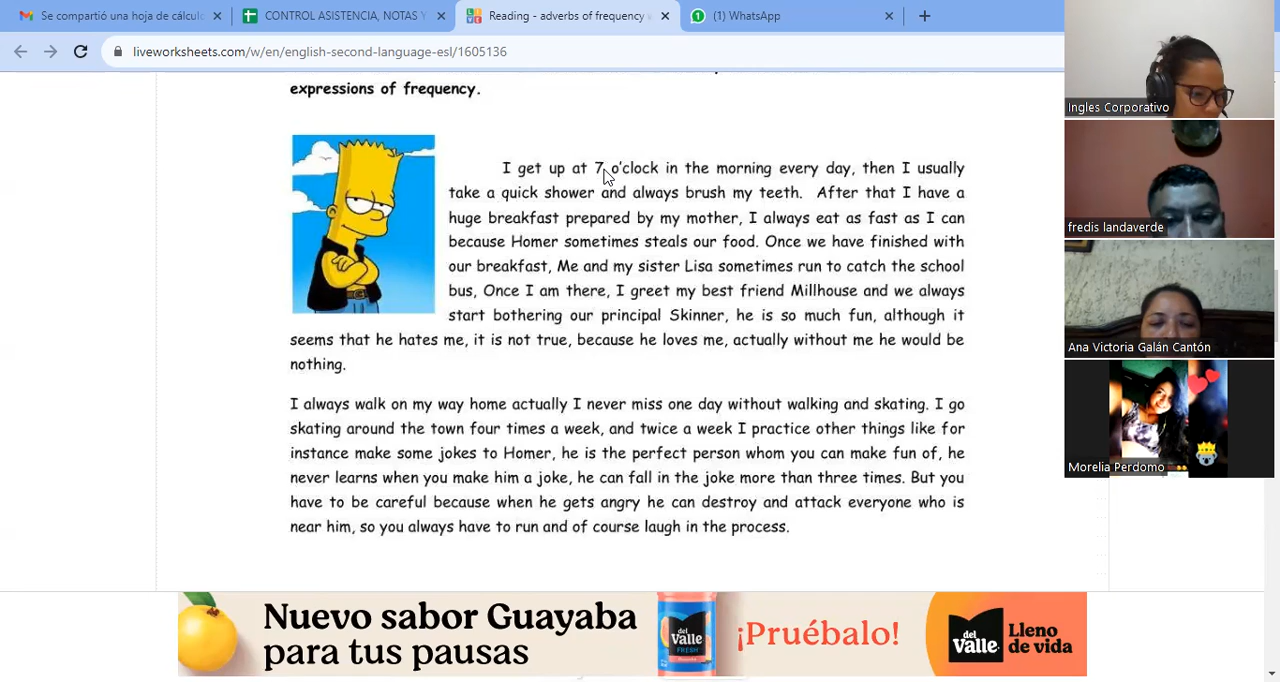 Se compartió una hoja de cálcul
CONTROL ASISTENCIA, NOTAS Y
Reading - adverbs of frequency
(1) WhatsApp
liveworksheets.com/w/en/english-second-language-esl/1605136
expressions of frequency.
I get up at 7 o'clock in the morning every day, then I usually
take a quick shower and always brush my teeth. After that I have a
huge breakfast prepared by my mother, I always eat as fast as I can
because Homer sometimes steals our food. Once we have finished with
our breakfast, Me and my sister Lisa sometimes run to catch the school
bus, Once I am there, I greet my best friend Millhouse and we always
start bothering our principal Skinner, he is so much fun, although it
seems that he hates me, it is not true, because he loves me, actually without me he would be
nothing.
I always walk on my way home actually I never miss one day without walking and skating. I go
skating around the town four times a week, and twice a week I practice other things like for
instance make some jokes to Homer, he is the perfect person whom you can make fun of, he
never learns when you make him a joke, he can fall in the joke more than three times. But you
have to be careful because when he gets angry he can destroy and attack everyone who is
near him, so you always have to run and of course laugh in the process.
Ingles Corporativo
fredis landaverde
Ana Victoria Galán Cantón
Morelia Perdomo
Nuevo sabor Guayaba
para tus pausas
del Valle FRESH
¡Pruébalo!
del Valle
Lleno
de vida